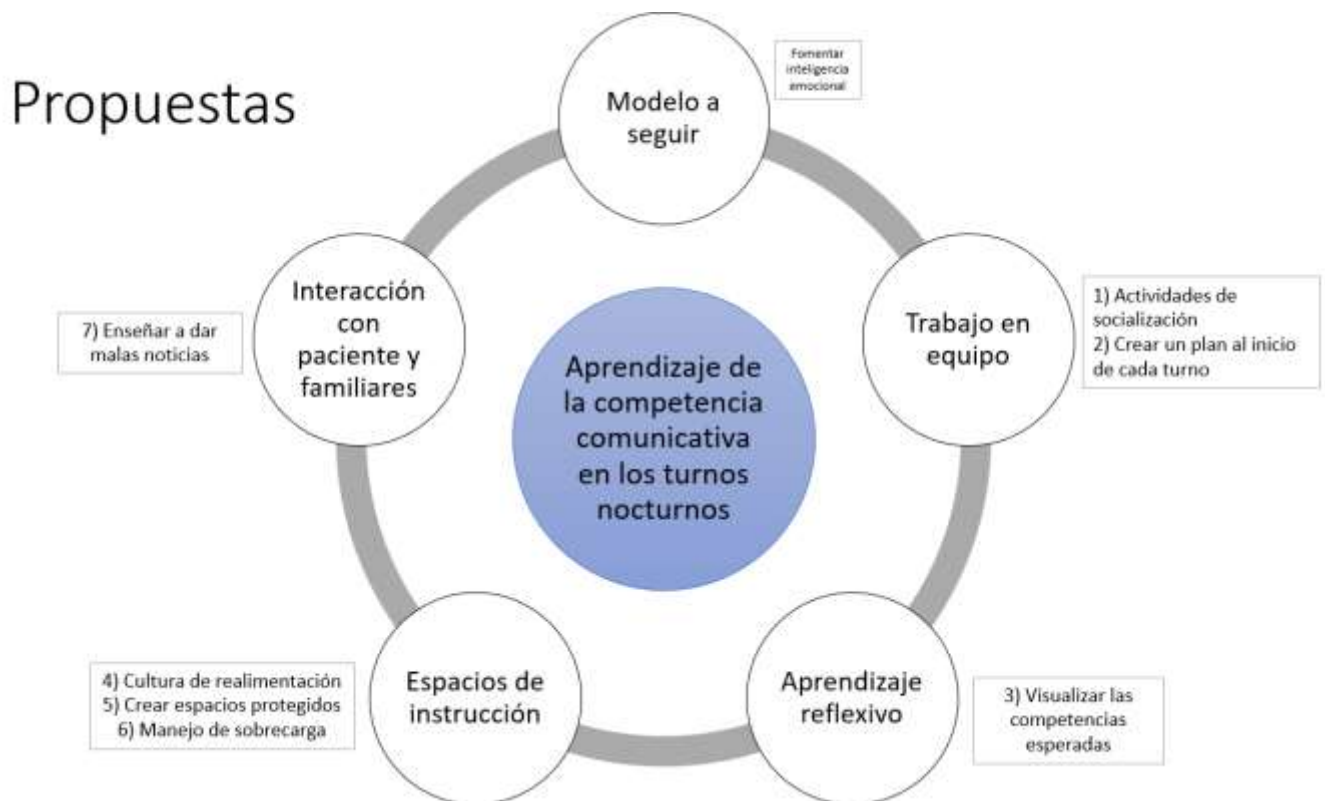 Propuestas
Modelo a
seguir
Fomentar
inteligencia
emocional
Trabajo en
equipo
1) Actividades de
socialización
2) Crear un plan al inicio
de cada turno
Aprendizaje
reflexivo
3) Visualizar las
competencias
esperadas
Espacios de
instrucción
4) Cultura de realimentación
5) Crear espacios protegidos
6) Manejo de sobrecarga
Interacción
con
paciente y
familiares
7) Enseñar a dar
malas noticias
Aprendizaje de
la competencia
comunicativa
en los turnos
nocturnos